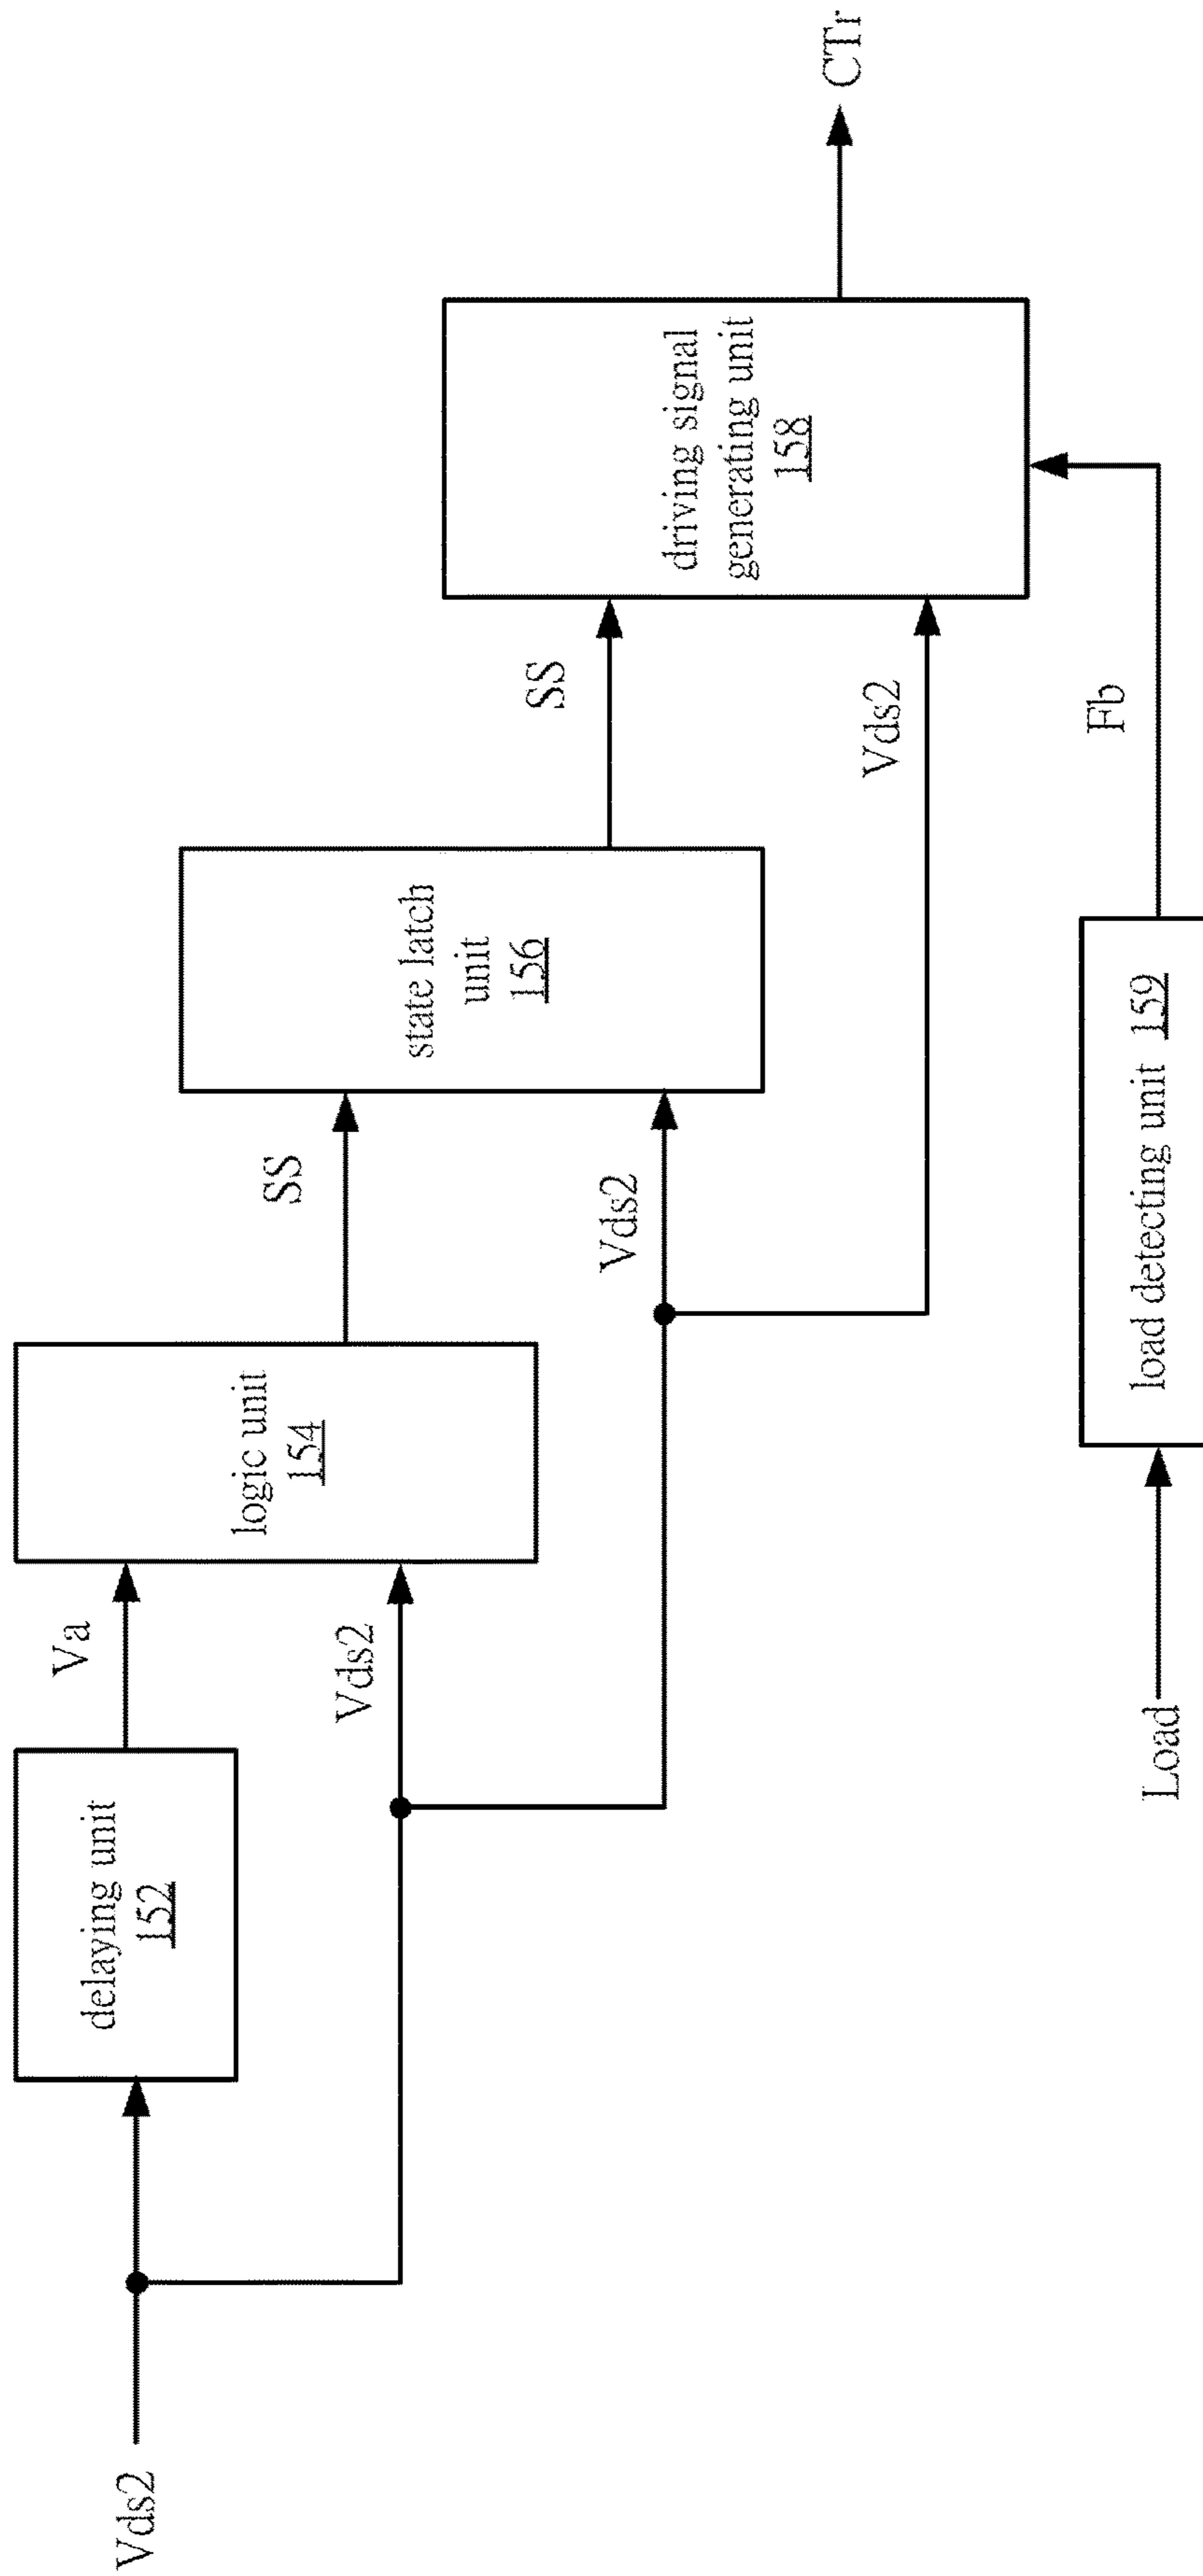 Vds2
delaying unit
152
Va
Vds2
logic unit
154
SS
Vds2
state latch
unit
156
SS
Vds2
driving signal
generating unit
158
CTr
Load
load detecting unit 159
Fb